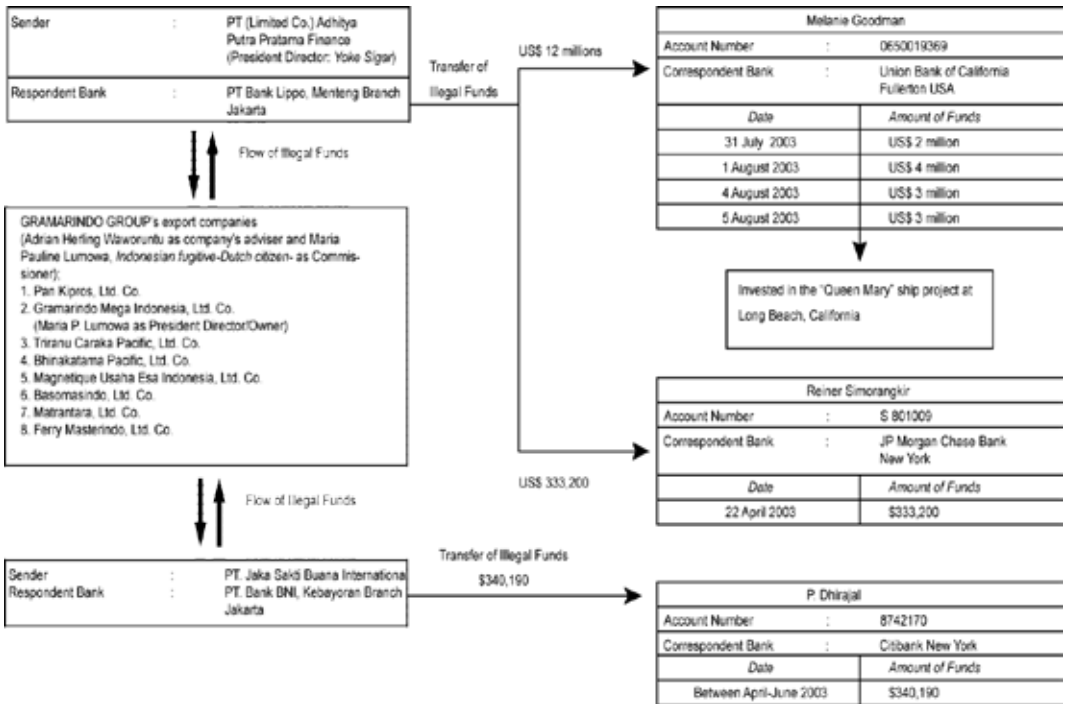 Sender : PT (Limited Co.) Adhitya
Putra Pratama Finance
(President Director: Yoke Sigar)
Respondent Bank : PT Bank Lippo, Menteng Branch
Jakarta
Transfer of
Illegal Funds
US$ 12 millions
Melanie Goodman
Account Number : 0650019369
Correspondent Bank : Union Bank of California
Fullerton USA
Date Amount of Funds
31 July 2003 US$ 2 million
1 August 2003 US$ 4 million
4 August 2003 US$ 3 million
5 August 2003 US$ 3 million
Invested in the "Queen Mary" ship project at
Long Beach, California
Flow of Illegal Funds
GRAMARINDO GROUP's export companies
(Adrian Herling Waworuntu as company's adviser and Maria
Pauline Lumowa, Indonesian fugitive-Dutch citizen- as Commis-
sioner):
1. Pan Kipros, Ltd. Co.
2. Gramarindo Mega Indonesia, Ltd. Co.
(Maria P. Lumowa as President Director/Owner)
3. Triranu Caraka Pacific, Ltd. Co.
4. Bhinakatama Pacific, Ltd. Co.
5. Magnetique Usaha Esa Indonesia, Ltd. Co.
6. Basomasindo, Ltd. Co.
7. Matrantara, Ltd. Co.
8. Ferry Masterindo, Ltd. Co.
US$ 333,200
Reiner Simorangkir
Account Number : S 801009
Correspondent Bank : JP Morgan Chase Bank
New York
Date Amount of Funds
22 April 2003 $333,200
Flow of Illegal Funds
Sender : PT. Jaka Sakti Buana Internationa
Respondent Bank : PT. Bank BNI, Kebayoran Branch
Jakarta
Transfer of Illegal Funds
$340,190
P. Dhirajal
Account Number : 8742170
Correspondent Bank : Citibank New York
Date Amount of Funds
Between April-June 2003 $340,190